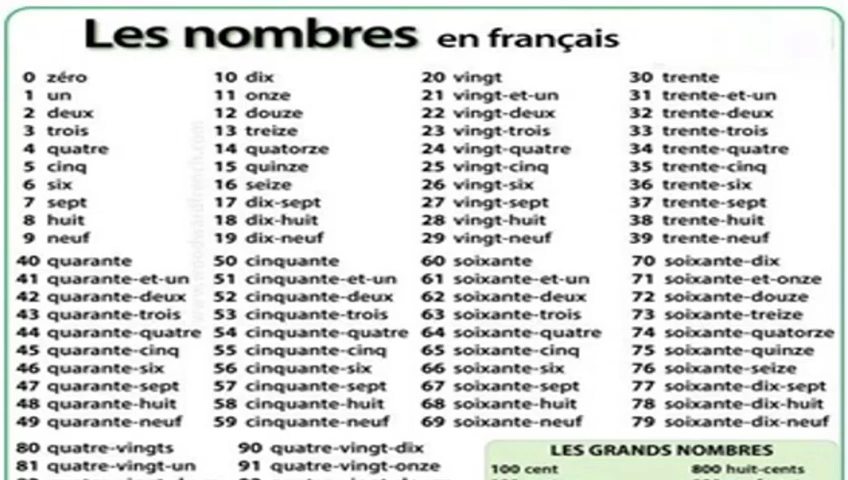 Les nombres en français
0 zéro 10 dix 20 vingt 30 trente
1 un 11 onze 21 vingt-et-un 31 trente-et-un
2 deux 12 douze 22 vingt-deux 32 trente-deux
3 trois 13 treize 23 vingt-trois 33 trente-trois
4 quatre 14 quatorze 24 vingt-quatre 34 trente-quatre
5 cinq 15 quinze 25 vingt-cinq 35 trente-cinq
6 six 16 seize 26 vingt-six 36 trente-six
7 sept 17 dix-sept 27 vingt-sept 37 trente-sept
8 huit 18 dix-huit 28 vingt-huit 38 trente-huit
9 neuf 19 dix-neuf 29 vingt-neuf 39 trente-neuf
40 quarante 50 cinquante 60 soixante 70 soixante-dix
41 quarante-et-un 51 cinquante-et-un 61 soixante-et-un 71 soixante-et-onze
42 quarante-deux 52 cinquante-deux 62 soixante-deux 72 soixante-douze
43 quarante-trois 53 cinquante-trois 63 soixante-trois 73 soixante-treize
44 quarante-quatre 54 cinquante-quatre 64 soixante-quatre 74 soixante-quatorze
45 quarante-cinq 55 cinquante-cinq 65 soixante-cinq 75 soixante-quinze
46 quarante-six 56 cinquante-six 66 soixante-six 76 soixante-seize
47 quarante-sept 57 cinquante-sept 67 soixante-sept 77 soixante-dix-sept
48 quarante-huit 58 cinquante-huit 68 soixante-huit 78 soixante-dix-huit
49 quarante-neuf 59 cinquante-neuf 69 soixante-neuf 79 soixante-dix-neuf
80 quatre-vingts 90 quatre-vingt-dix LES GRANDS NOMBRES
81 quatre-vingt-un 91 quatre-vingt-onze 100 cent 800 huit-cents